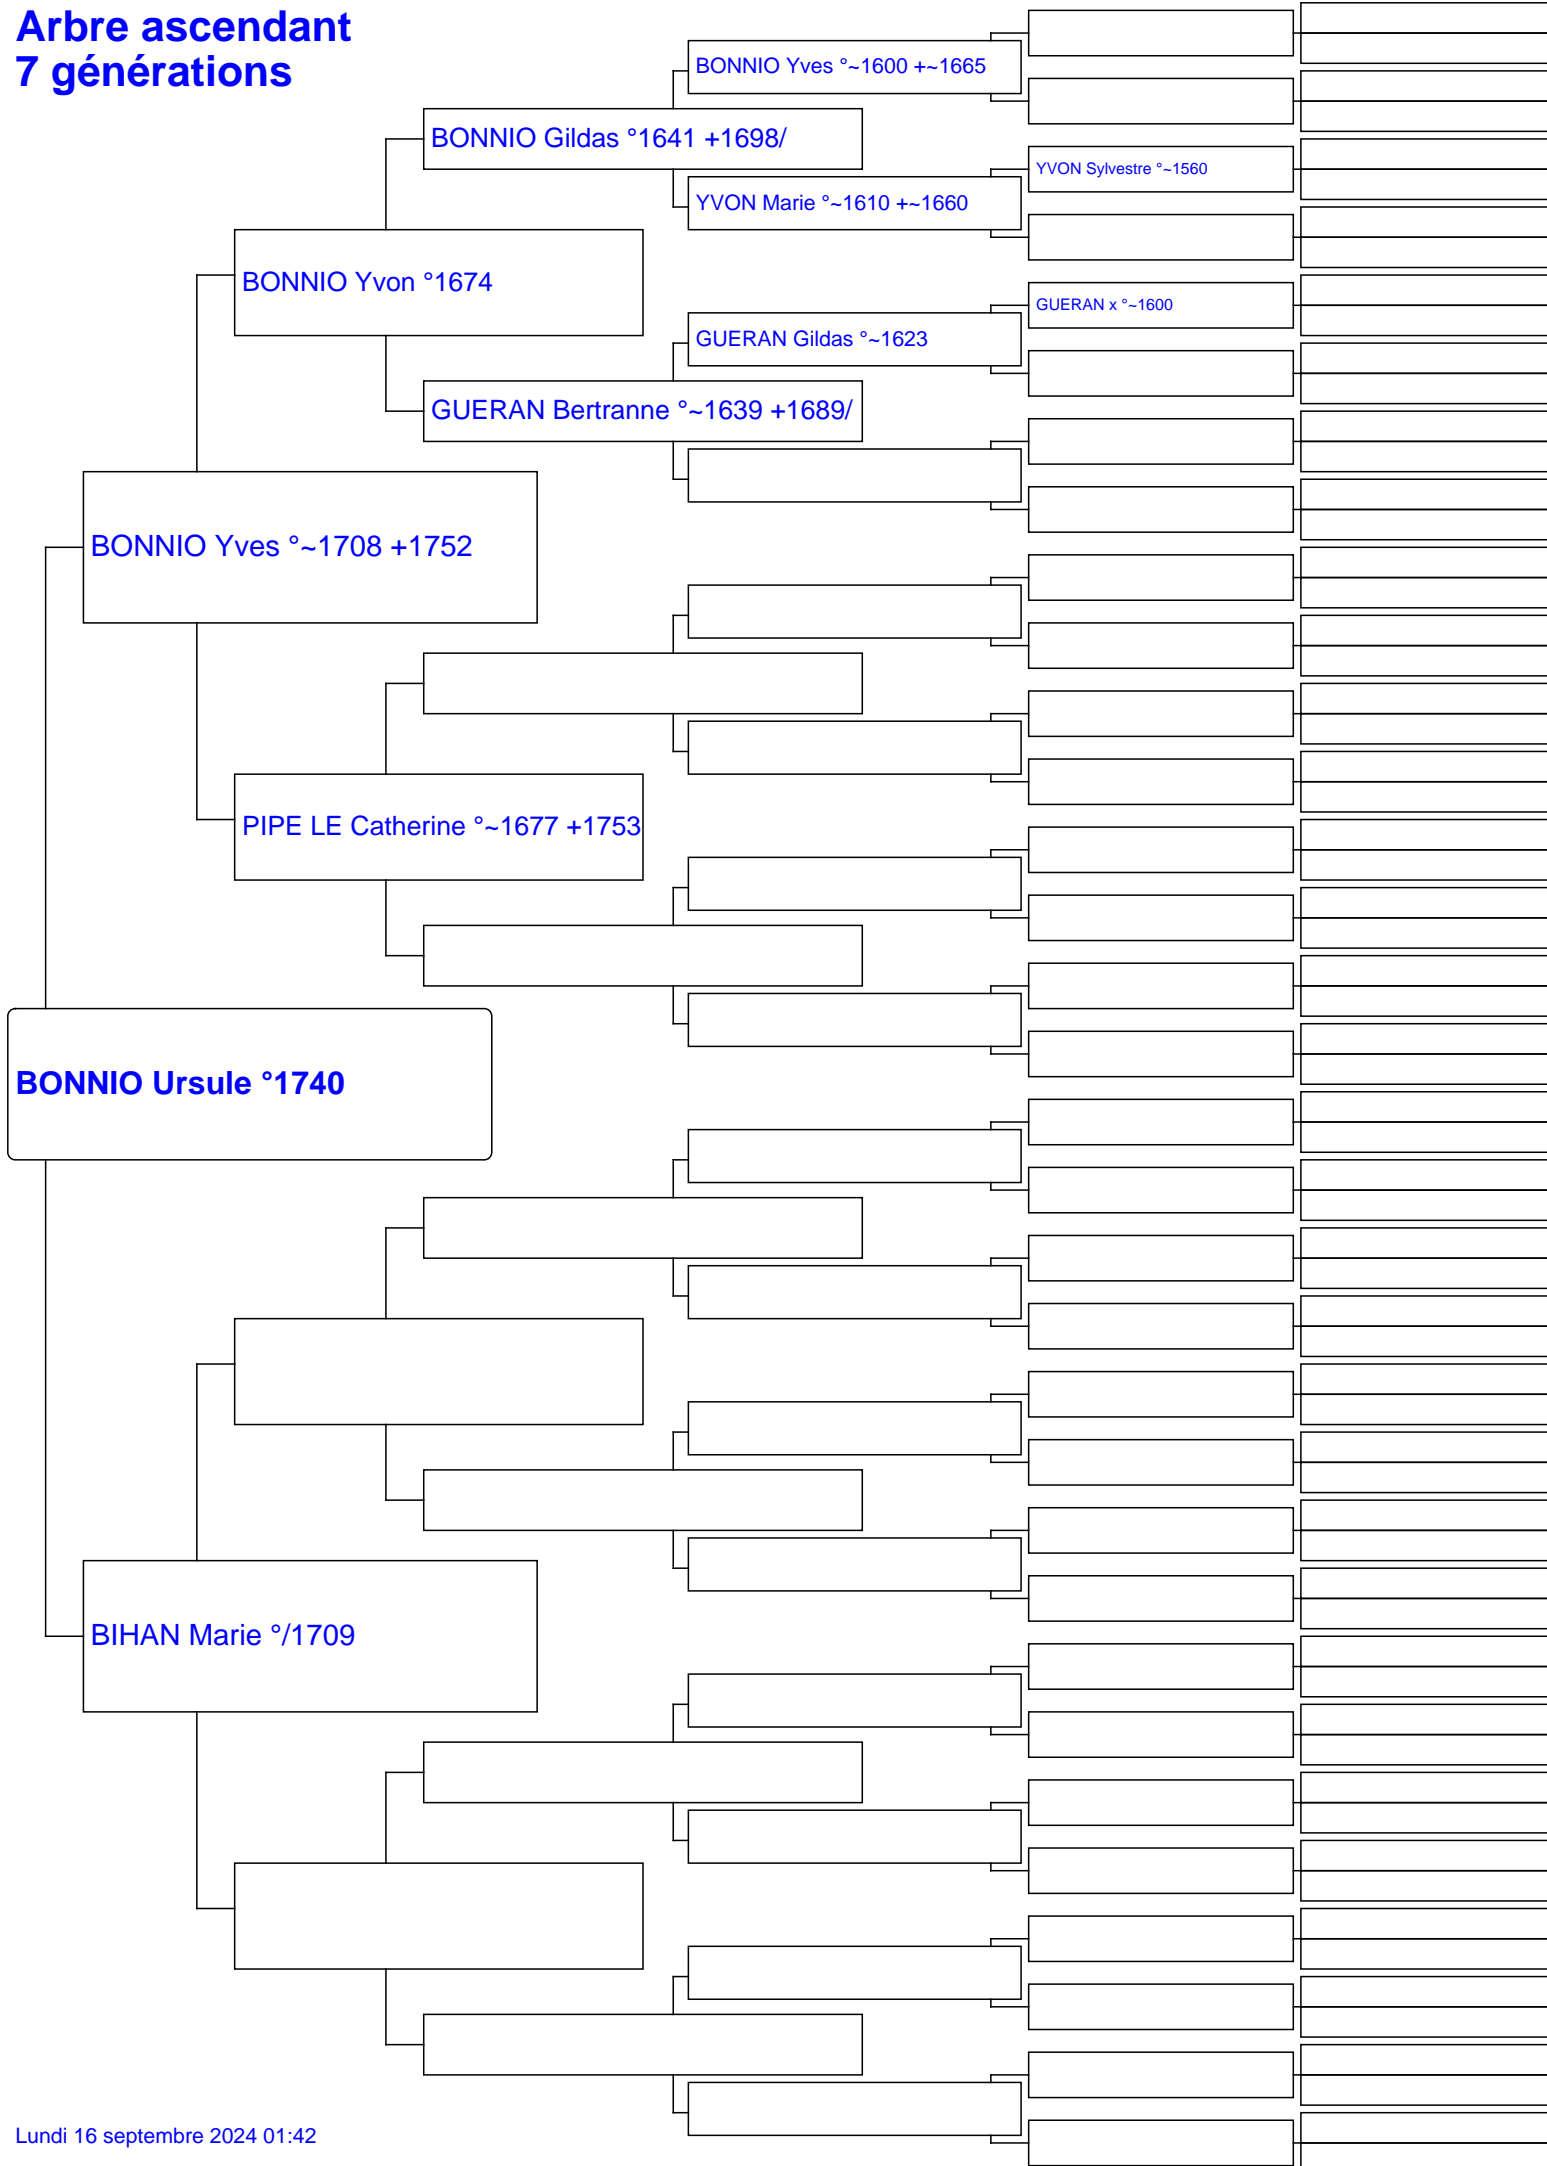 Arbre ascendant
7 générations
BONNIO Yves °~1600 +~1665
BONNIO Gildas °1641 +1698/
YVON Sylvestre °~1560
YVON Marie °~1610 +~1660
BONNIO Yvon °1674
GUERAN x °~1600
GUERAN Gildas °~1623
GUERAN Bertranne °~1639 +1689/
BONNIO Yves °~1708 +1752
PIPE LE Catherine °~1677 +1753
BONNIO Ursule °1740
BIHAN Marie °/1709
Lundi 16 septembre 2024 01:42